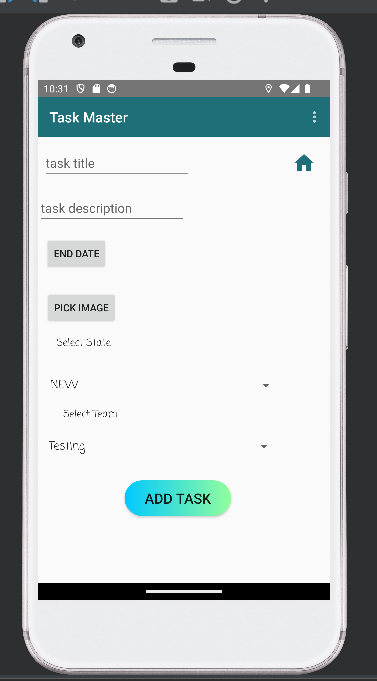 10:31
Task Master
task title
task description
END DATE
PICK IMAGE
Select State
NEW
Select Team
Testing
ADD TASK